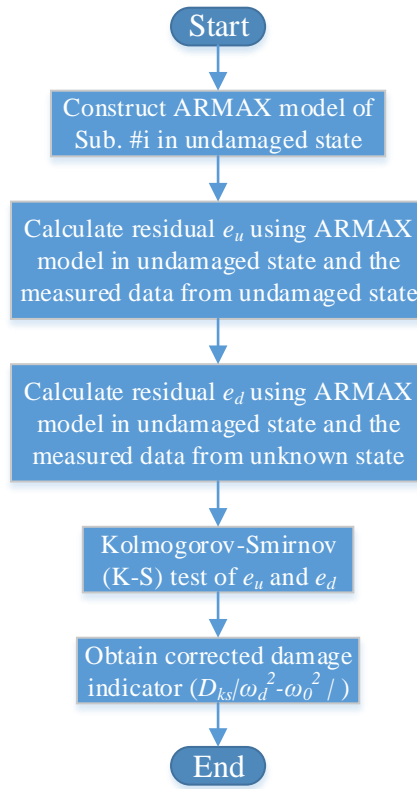 Start
Construct ARMAX model of
Sub. #i in undamaged state
Calculate residual e_u using ARMAX
model in undamaged state and the
measured data from undamaged state
Calculate residual e_d using ARMAX
model in undamaged state and the
measured data from unknown state
Kolmogorov-Smirnov
(K-S) test of e_u and e_d
Obtain corrected damage
indicator (D_ks/ω_d^2-ω_0^2 / )
End